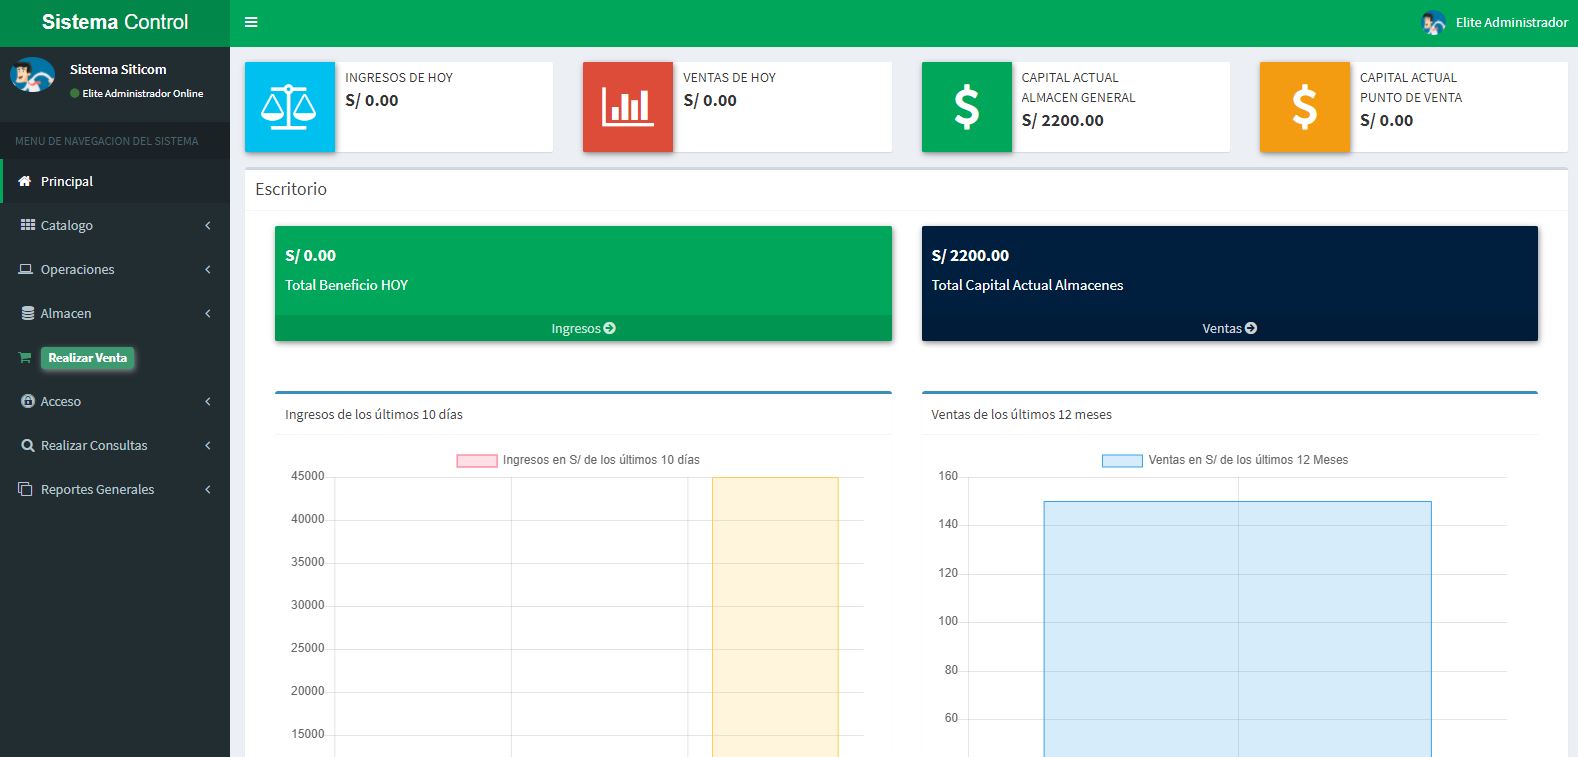 Sistema Control
Elite Administrador
Sistema Siticom
Elite Administrador Online
MENU DE NAVEGACION DEL SISTEMA
Principal
Catalogo
Operaciones
Almacen
Realizar Venta
Acceso
Realizar Consultas
Reportes Generales
INGRESOS DE HOY
S/ 0.00
VENTAS DE HOY
S/ 0.00
CAPITAL ACTUAL
ALMACEN GENERAL
S/ 2200.00
CAPITAL ACTUAL
PUNTO DE VENTA
S/ 0.00
Escritorio
S/ 0.00
Total Beneficio HOY
Ingresos
S/ 2200.00
Total Capital Actual Almacenes
Ventas
Ingresos de los últimos 10 días
Ingresos en S/ de los últimos 10 días
45000
40000
35000
30000
25000
20000
15000
Ventas de los últimos 12 meses
Ventas en S/ de los últimos 12 Meses
160
140
120
100
80
60